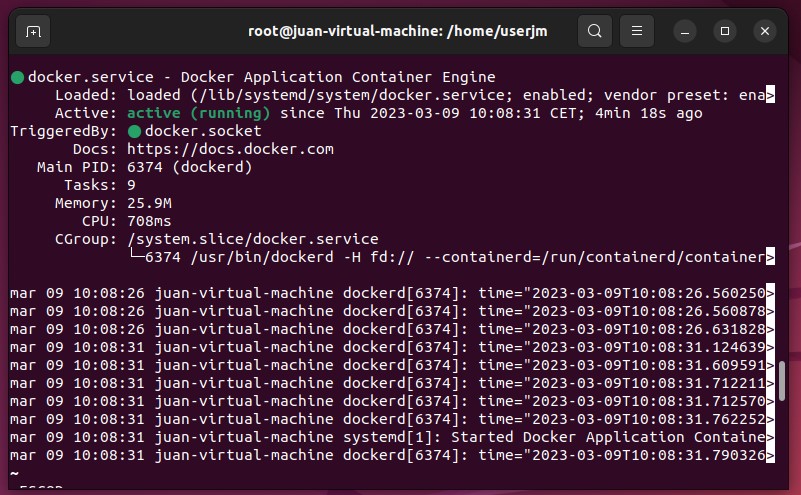 root@juan-virtual-machine: /home/userjm
docker.service - Docker Application Container Engine
Loaded: loaded (/lib/systemd/system/docker.service; enabled; vendor preset: ena>
Active: active (running) since Thu 2023-03-09 10:08:31 CET; 4min 18s ago
TriggeredBy: ● docker.socket
Docs: https://docs.docker.com
Main PID: 6374 (dockerd)
Tasks: 9
Memory: 25.9M
CPU: 708ms
CGroup: /system.slice/docker.service
└─6374 /usr/bin/dockerd -H fd:// --containerd=/run/containerd/container>
mar 09 10:08:26 juan-virtual-machine dockerd[6374]: time="2023-03-09T10:08:26.560250>
mar 09 10:08:26 juan-virtual-machine dockerd[6374]: time="2023-03-09T10:08:26.560878>
mar 09 10:08:26 juan-virtual-machine dockerd[6374]: time="2023-03-09T10:08:26.631828>
mar 09 10:08:31 juan-virtual-machine dockerd[6374]: time="2023-03-09T10:08:31.124639>
mar 09 10:08:31 juan-virtual-machine dockerd[6374]: time="2023-03-09T10:08:31.609591>
mar 09 10:08:31 juan-virtual-machine dockerd[6374]: time="2023-03-09T10:08:31.712211>
mar 09 10:08:31 juan-virtual-machine dockerd[6374]: time="2023-03-09T10:08:31.712570>
mar 09 10:08:31 juan-virtual-machine dockerd[6374]: time="2023-03-09T10:08:31.762252>
mar 09 10:08:31 juan-virtual-machine systemd[1]: Started Docker Application Containe>
mar 09 10:08:31 juan-virtual-machine dockerd[6374]: time="2023-03-09T10:08:31.790326>
~